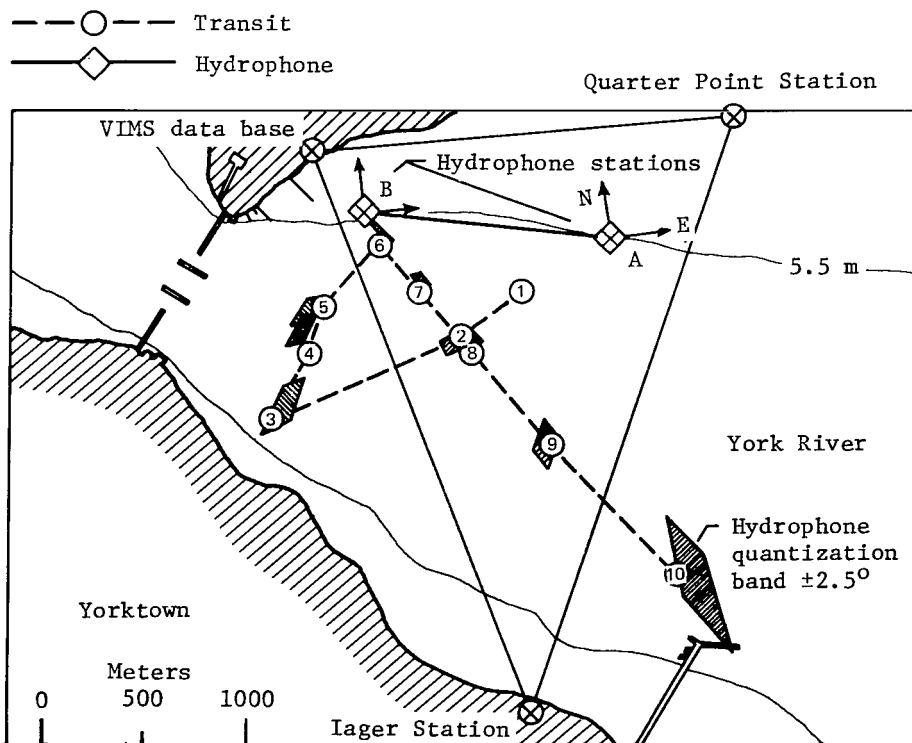 Transit
Hydrophone
Quarter Point Station
VIMS data base
Hydrophone stations
B
N
E
A
6
5.5 m
7
1
5
2
4
8
3
9
York River
Hydrophone
quantization
band ±2.5°
10
Yorktown
Meters
0 500 1000
Iager Station